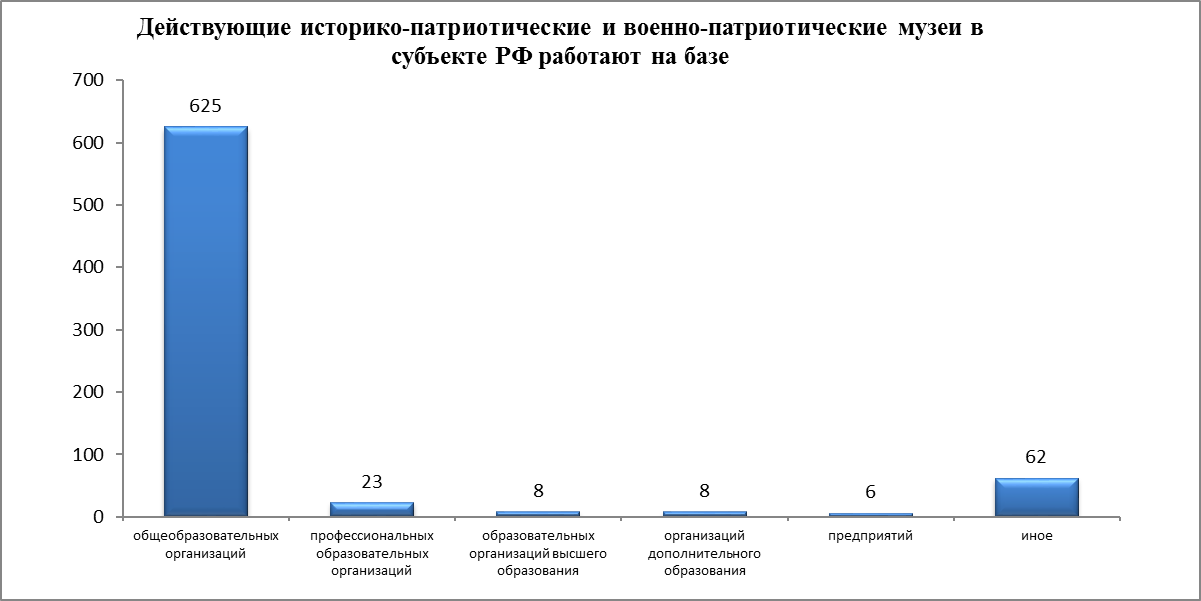 Действующие историко-патриотические и военно-патриотические музеи в
субъекте РФ работают на базе
700
600
500
400
300
200
100
0
625
23
8
8
6
62
общеобразовательных
организаций
профессиональных
образовательных
организаций
образовательных
организаций высшего
образования
организаций
дополнительного
образования
предприятий
иное